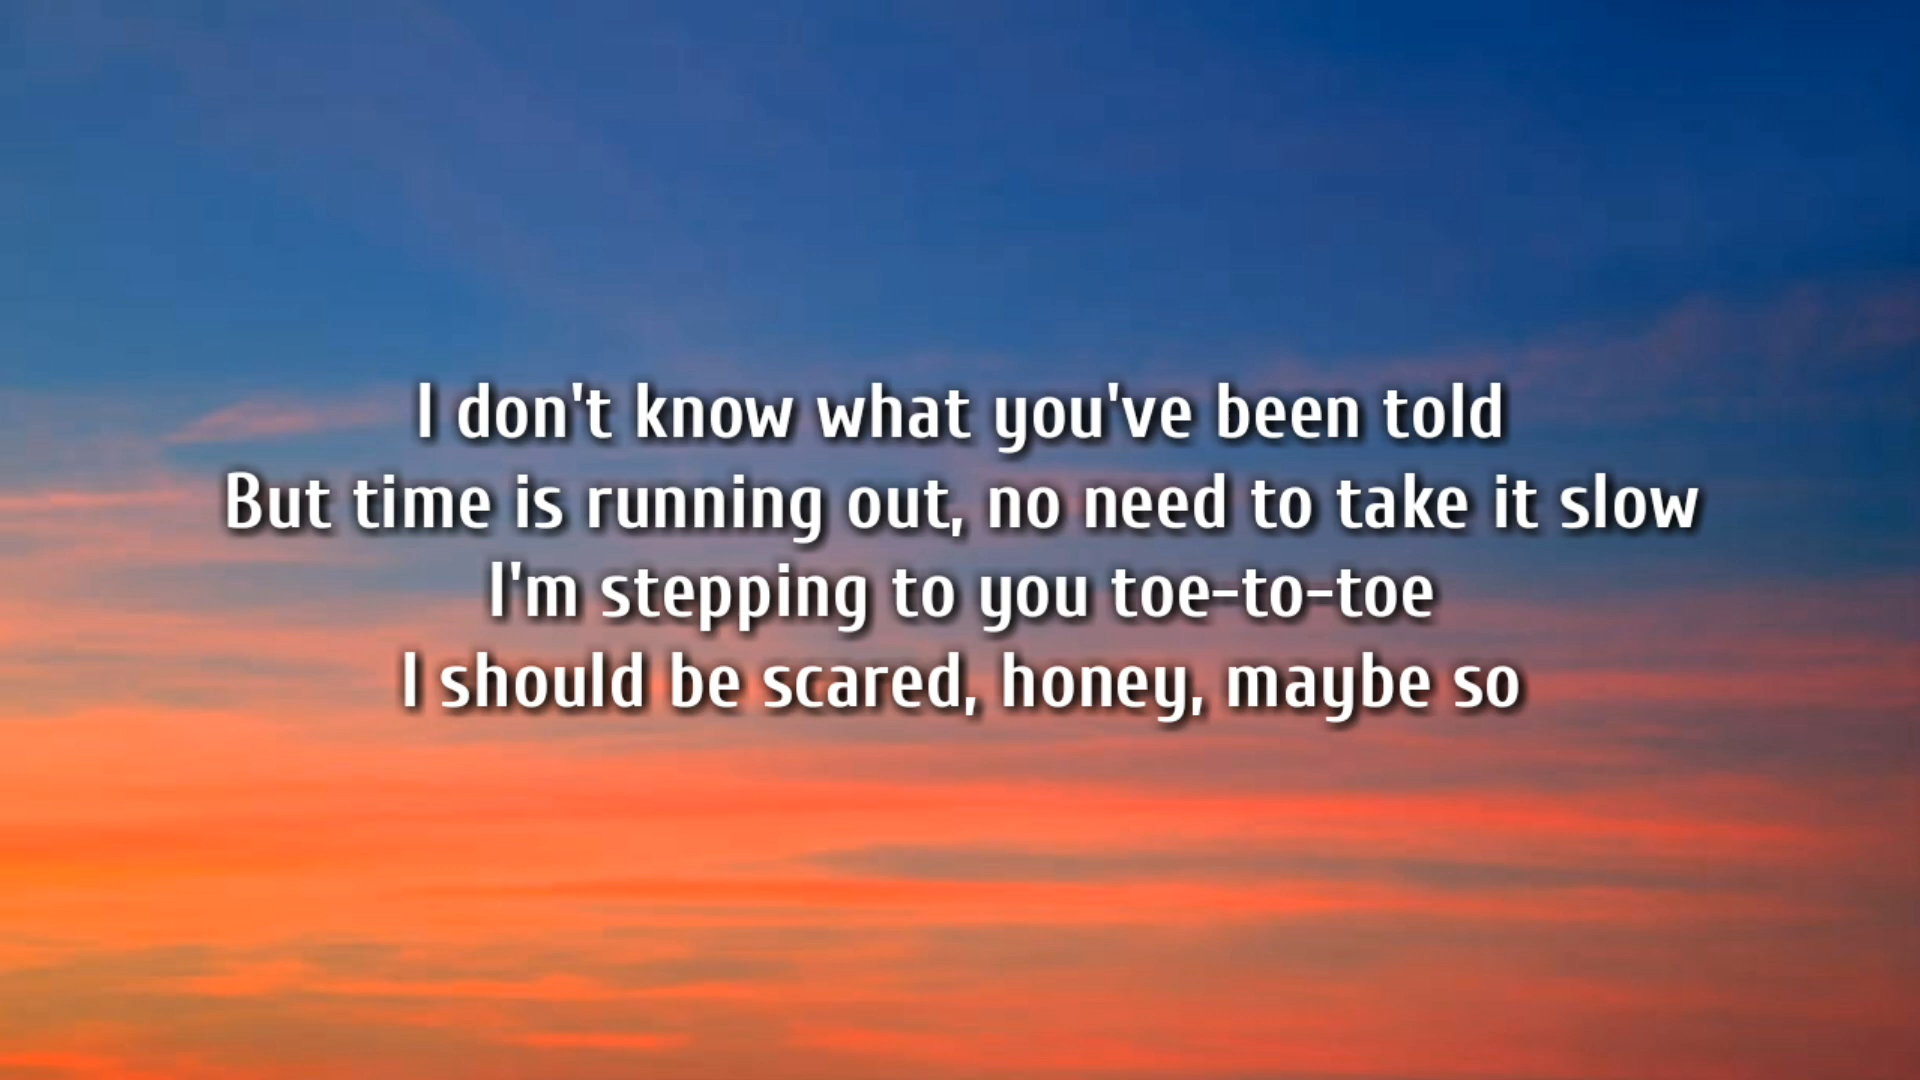 I don't know what you've been told
But time is running out, no need to take it slow
I'm stepping to you toe-to-toe
I should be scared, honey, maybe so